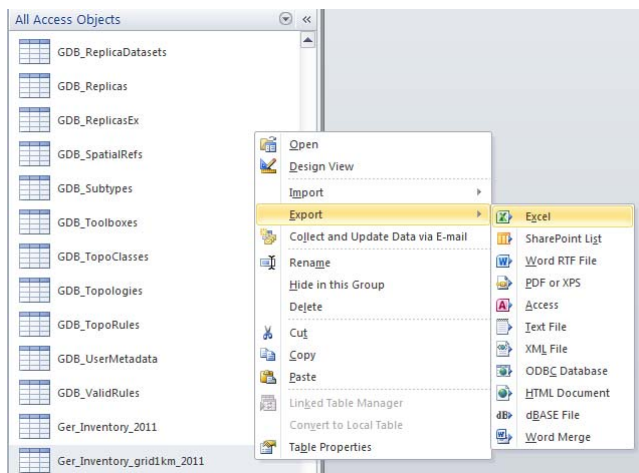 All Access Objects
GDB_ReplicaDatasets
GDB_Replicas
GDB_ReplicasEx
GDB_SpatialRefs
GDB_Subtypes
GDB_Toolboxes
GDB_TopoClasses
GDB_Topologies
GDB_TopoRules
GDB_UserMetadata
GDB_ValidRules
Ger_Inventory_2011
Ger_Inventory_grid1km_2011
Open
Design View
Import
Export
Collect and Update Data via E-mail
Rename
Hide in this Group
Delete
Cut
Copy
Paste
Linked Table Manager
Convert to Local Table
Table Properties
Excel
SharePoint List
Word RTF File
PDF or XPS
Access
Text File
XML File
ODBC Database
HTML Document
dBASE File
Word Merge